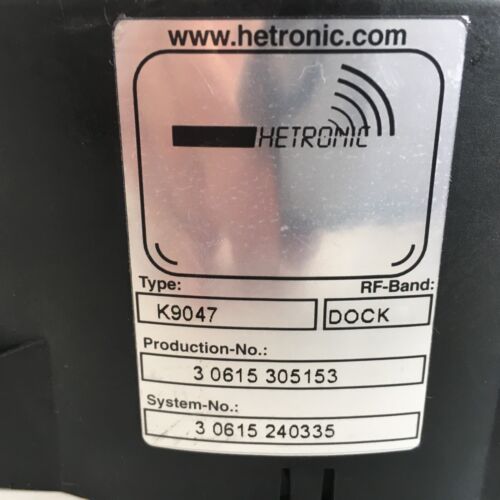 www.hetronic.com
HETRONIC
Type: RF-Band:
K9047 DOCK
Production-No.:
3 0615 305153
System-No.:
3 0615 240335